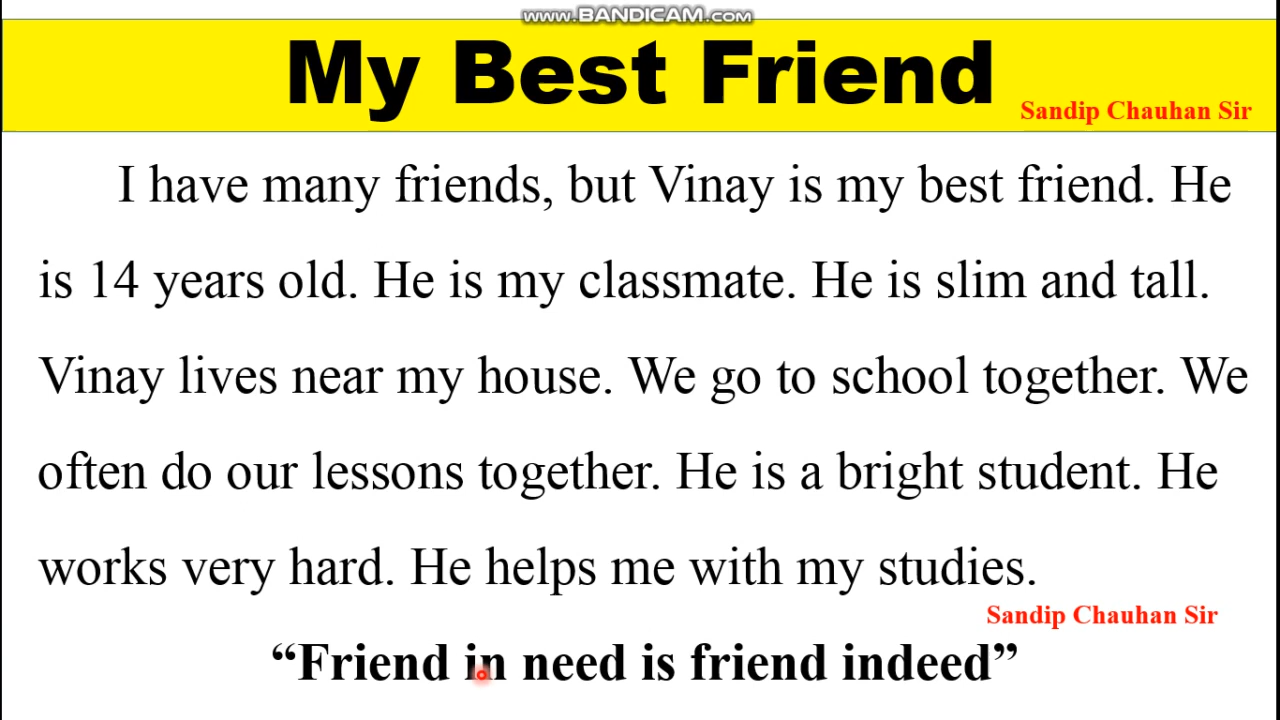 www.BANDICAM.com
My Best Friend
Sandip Chauhan Sir
I have many friends, but Vinay is my best friend. He
is 14 years old. He is my classmate. He is slim and tall.
Vinay lives near my house. We go to school together. We
often do our lessons together. He is a bright student. He
works very hard. He helps me with my studies.
Sandip Chauhan Sir
“Friend in need is friend indeed”